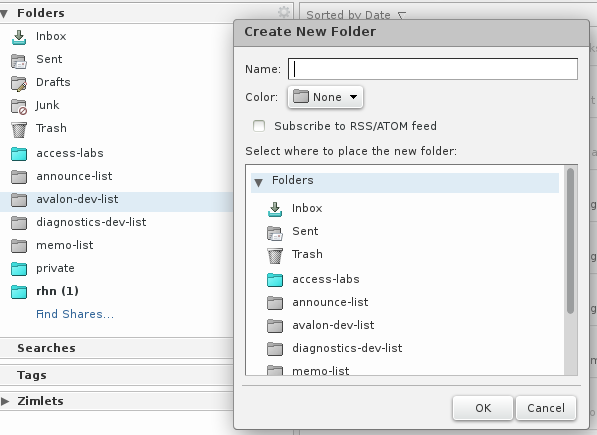 Folders
Inbox
Sent
Drafts
Junk
Trash
access-labs
announce-list
avalon-dev-list
diagnostics-dev-list
memo-list
private
rhn (1)
Find Shares...
Searches
Tags
Zimlets
Sorted by Date
Create New Folder
Name:
Color: None
Subscribe to RSS/ATOM feed
Select where to place the new folder:
Folders
Inbox
Sent
Trash
access-labs
announce-list
avalon-dev-list
diagnostics-dev-list
memo-list
OK Cancel